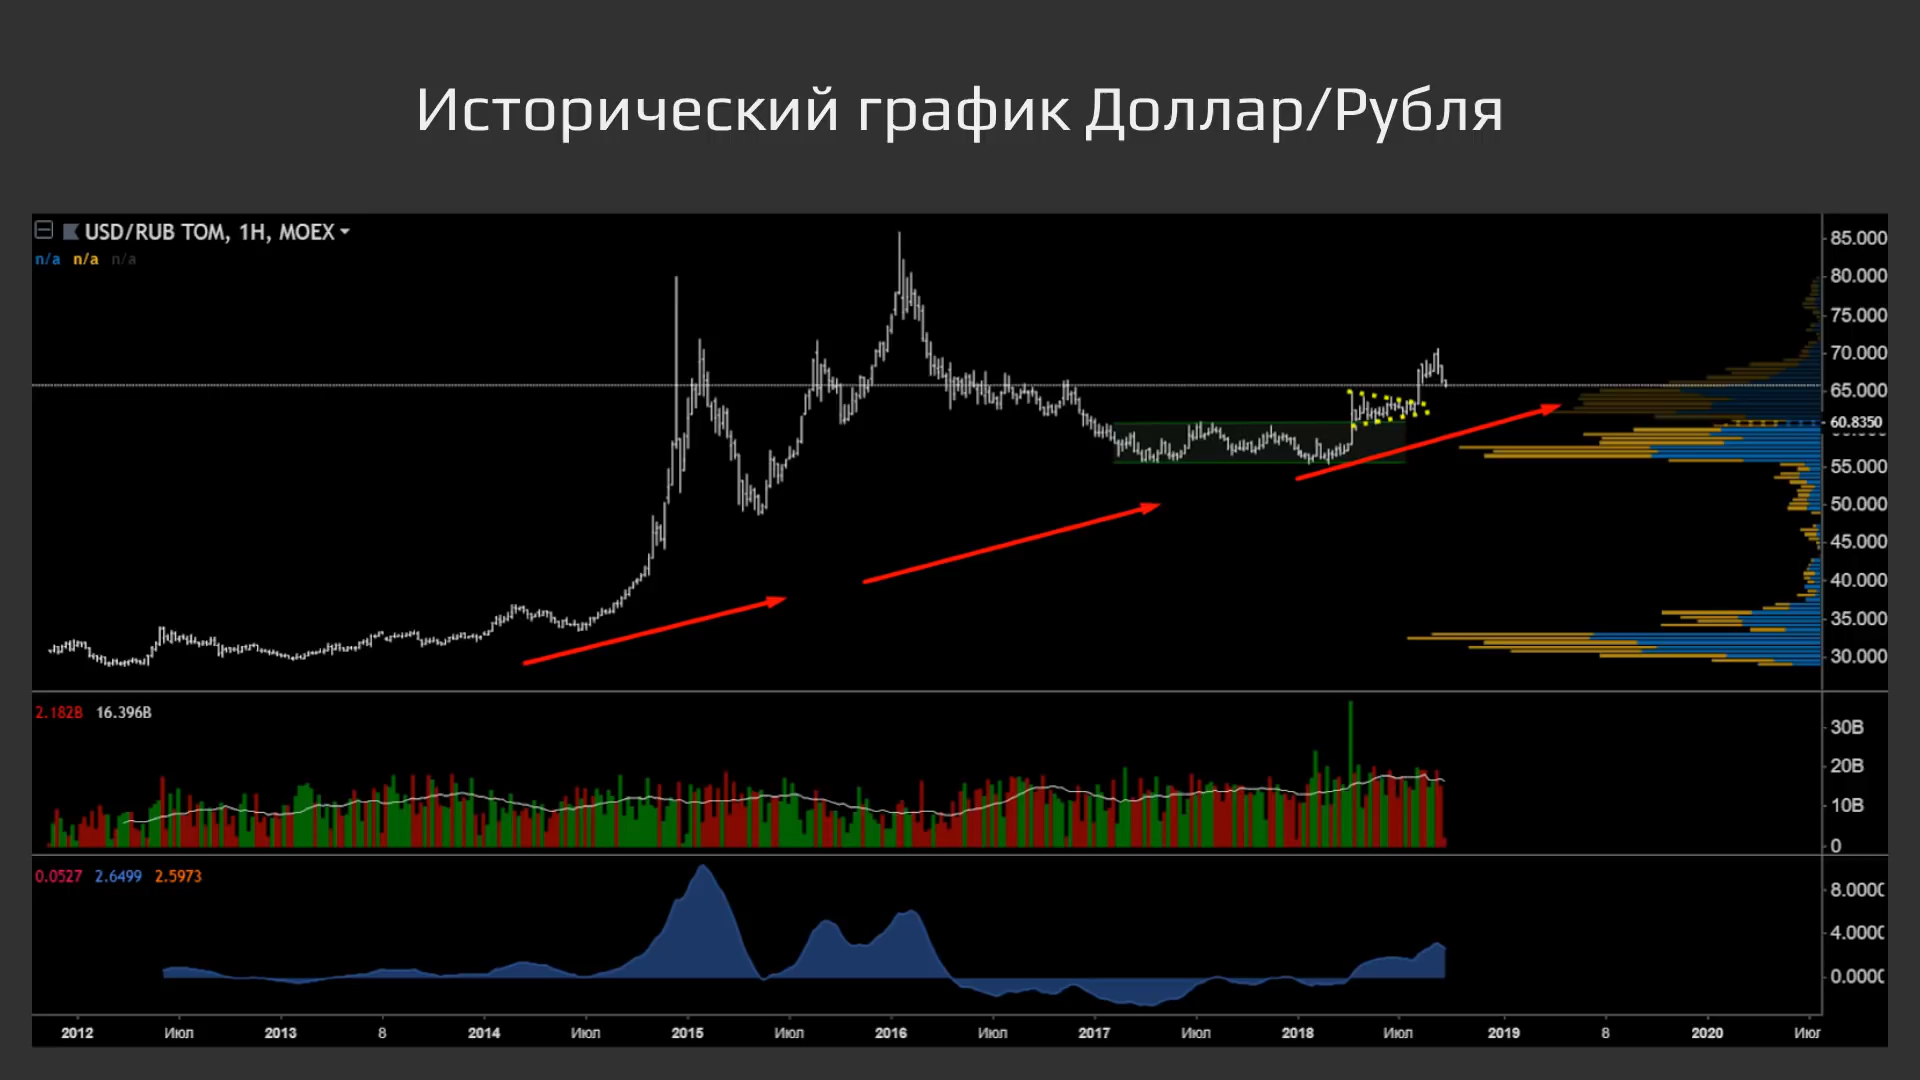 Исторический график Доллар/Рубля
USD/RUB TOM, 1H, MOEX
n/a n/a n/a
85.000
80.000
75.000
70.000
65.000
60.8350
55.000
50.000
45.000
40.000
35.000
30.000
2.182B 16.396B
30B
20B
10B
0
0.0527 2.6499 2.5973
8.0000
4.0000
0.0000
2012 Июл 2013 8 2014 Июл 2015 Июл 2016 Июл 2017 Июл 2018 Июл 2019 8 2020 Июл